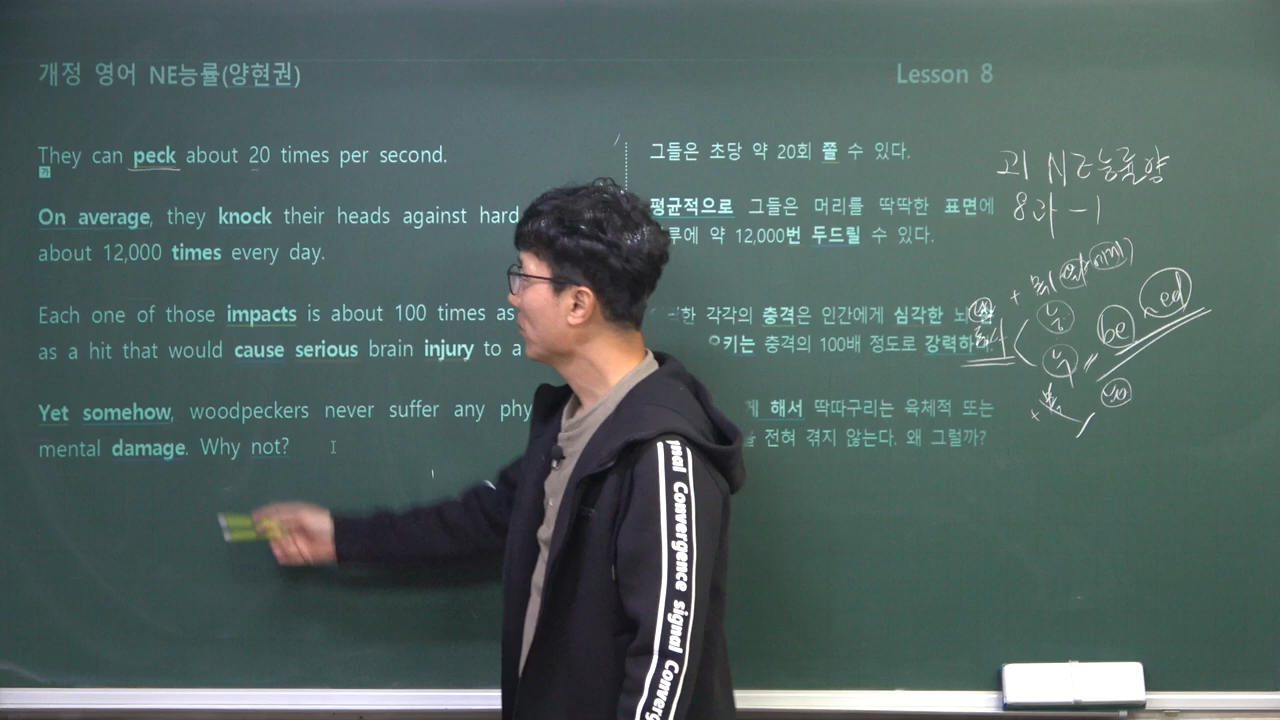 개정 영어 NE능률(양현권)
Lesson 8
They can peck about 20 times per second.
가
On average, they knock their heads against hard
about 12,000 times every day.
Each one of those impacts is about 100 times as
as a hit that would cause serious brain injury to a
Yet somehow, woodpeckers never suffer any phy
mental damage. Why not?
그들은 초당 약 20회 쫄 수 있다.
평균적으로 그들은 머리를 딱딱한 표면에
루에 약 12,000번 두드릴 수 있다.
각각의 충격은 인간에게 심각한 뇌
키는 충격의 100배 정도로 강력하
해서 딱따구리는 육체적 또는
전혀 겪지 않는다. 왜 그럴까?
NE능률양
8과-1
be
ed
mal Convergence signal Converg